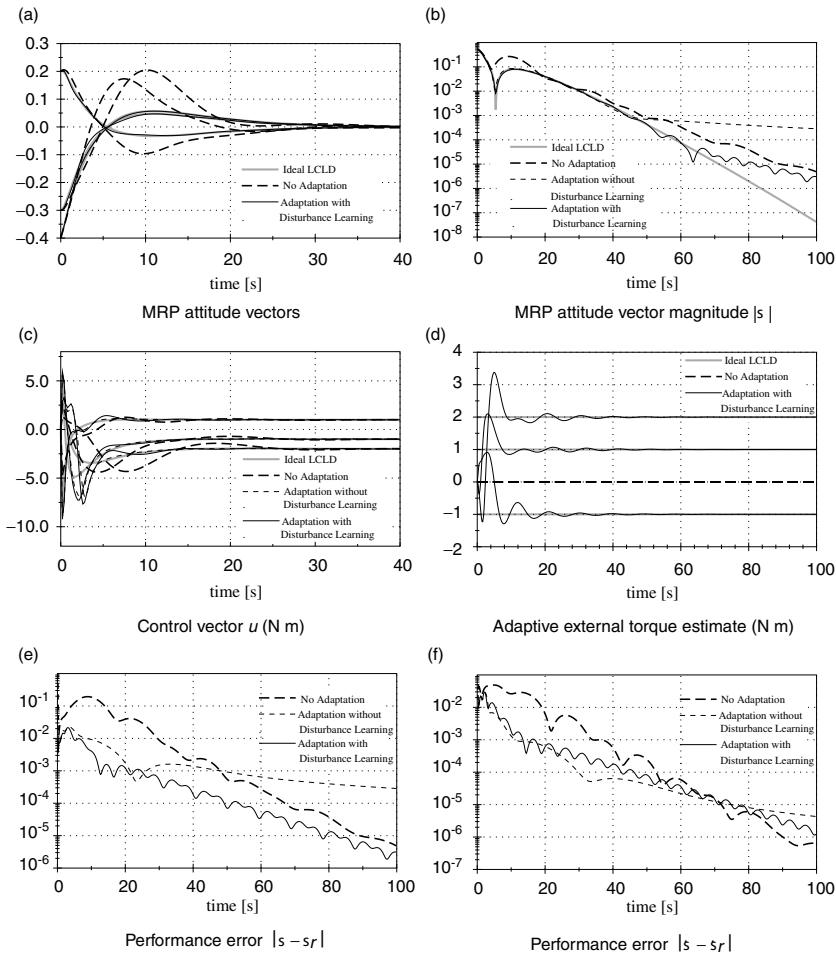 (a)
0.3
0.2
0.1
0.0
−0.1
−0.2
−0.3
−0.4
0
10
20
30
40
Ideal LCLD
No Adaptation
Adaptation with
Disturbance Learning
time [s]
MRP attitude vectors
(b)
10-1
10-2
10-3
10-4
10-5
10-6
10-7
10-8
0
20
40
60
80
100
Ideal LCLD
No Adaptation
Adaptation without
Disturbance Learning
Adaptation with
Disturbance Learning
time [s]
MRP attitude vector magnitude |s |
(c)
5.0
0.0
−5.0
−10.0
0
10
20
30
40
Ideal LCLD
No Adaptation
Adaptation without
Disturbance Learning
Adaptation with
Disturbance Learning
time [s]
Control vector u (N m)
(d)
4
3
2
1
0
−1
−2
0
20
40
60
80
100
Ideal LCLD
No Adaptation
Adaptation with
Disturbance Learning
time [s]
Adaptive external torque estimate (N m)
(e)
10-1
10-2
10-3
10-4
10-5
10-6
0
20
40
60
80
100
No Adaptation
Adaptation without
Disturbance Learning
Adaptation with
Disturbance Learning
time [s]
Performance error |s − sr|
(f)
10-2
10-3
10-4
10-5
10-6
10-7
0
20
40
60
80
100
No Adaptation
Adaptation without
Disturbance Learning
Adaptation with
Disturbance Learning
time [s]
Performance error |ṡ − ṡr|